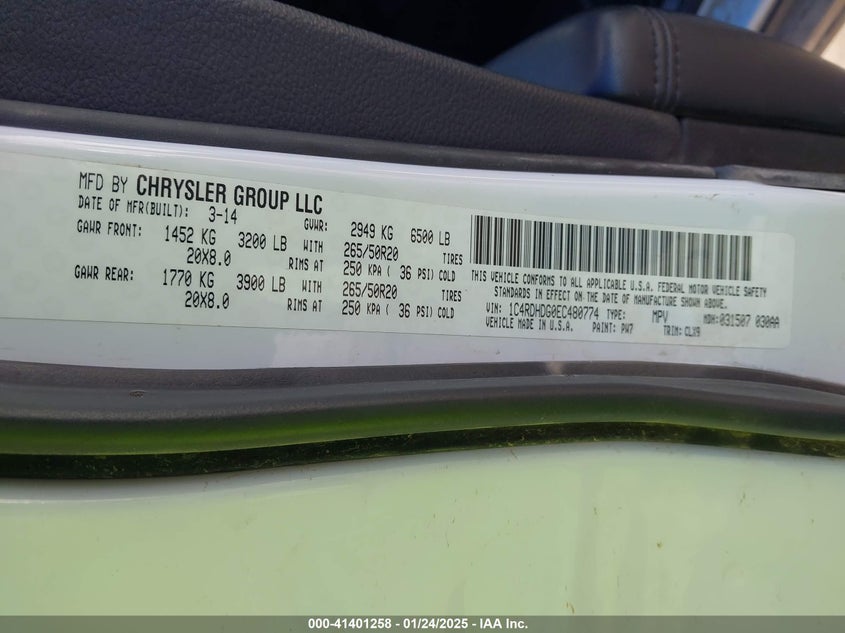 MFD BY CHRYSLER GROUP LLC
DATE OF MFR(BUILT): 3-14 GVWR: 2949 KG 6500 LB
GAWR FRONT: 1452 KG 3200 LB WITH 265/50R20 TIRES
20X8.0 RIMS AT 250 KPA ( 36 PSI) COLD
GAWR REAR: 1770 KG 3900 LB WITH 265/50R20 TIRES
20X8.0 RIMS AT 250 KPA ( 36 PSI) COLD
THIS VEHICLE CONFORMS TO ALL APPLICABLE U.S.A. FEDERAL MOTOR VEHICLE SAFETY
STANDARDS IN EFFECT ON THE DATE OF MANUFACTURE SHOWN ABOVE.
VIN: 1C4RDHDG0EC480774 TYPE: MPV MDH: 031507 030AA
VEHICLE MADE IN U.S.A. PAINT: PW7 TRIM: CLX9
000-41401258 - 01/24/2025 - IAA Inc.